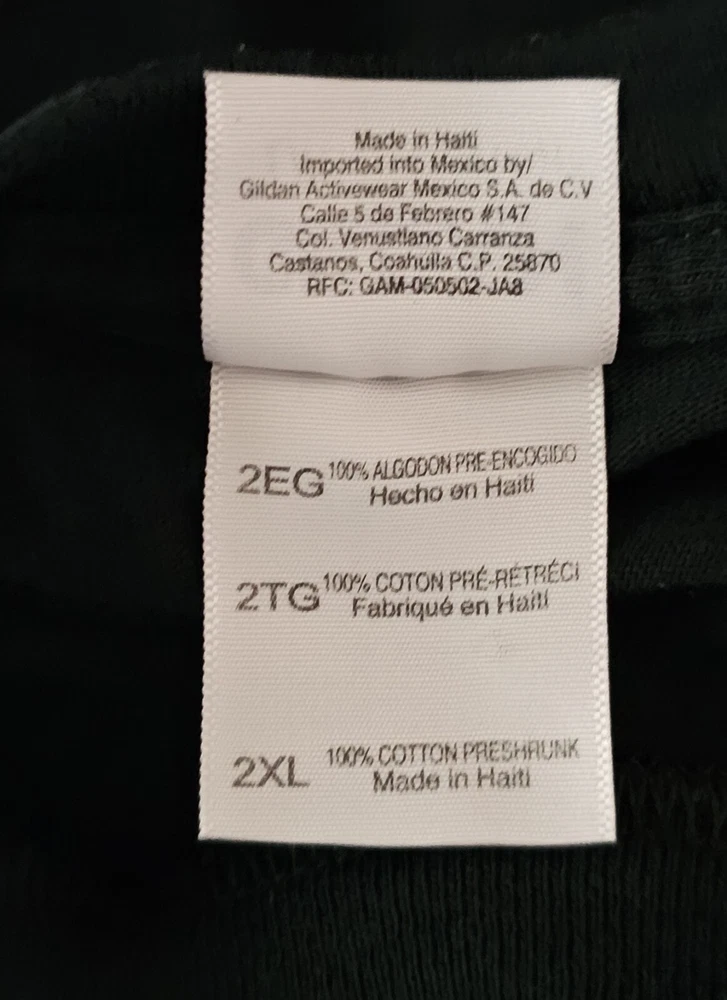 Made in Haiti
Imported into Mexico by/
Gildan Activewear Mexico S.A. de C.V
Calle 5 de Febrero #147
Col. Venustiano Carranza
Castanos, Coahuila C.P. 25870
RFC: GAM-050502-JA8
2EG 100% ALGODON PRE-ENCOGIDO
Hecho en Haiti
2TG 100% COTON PRÉ-RÉTRÉCI
Fabriqué en Haïti
2XL 100% COTTON PRESHRUNK
Made in Haiti